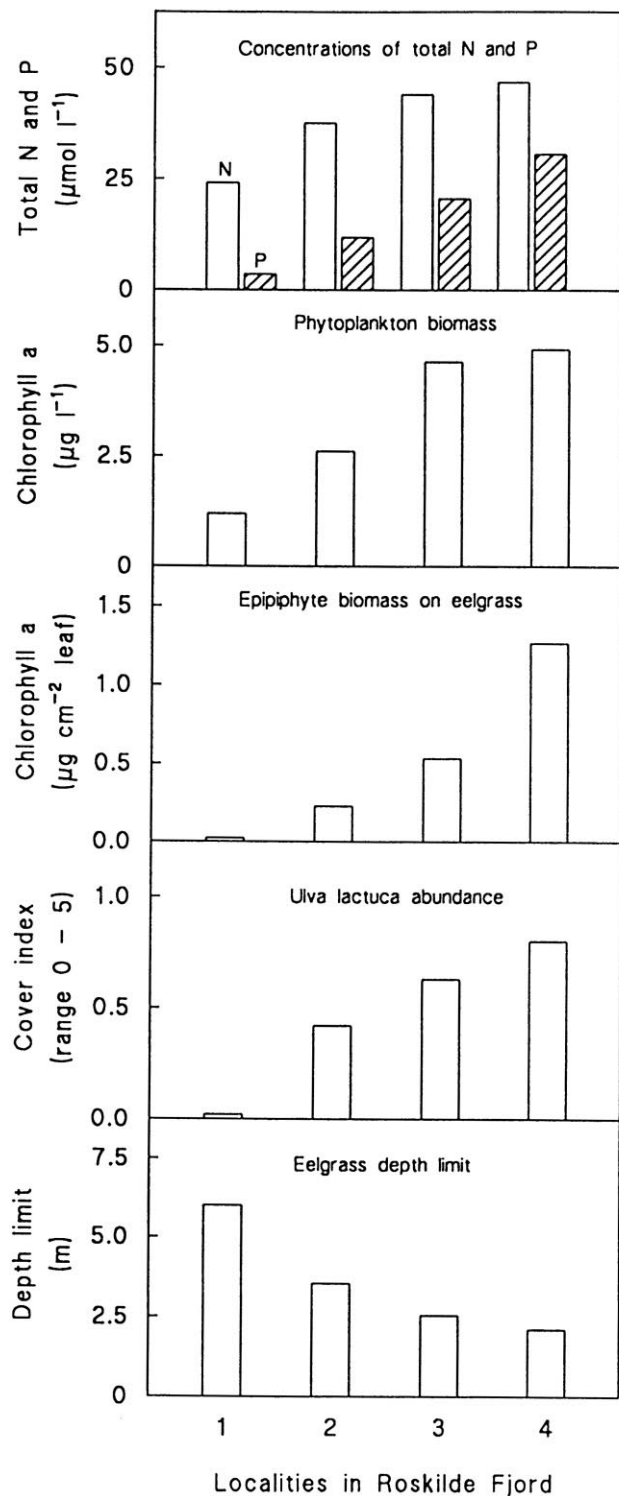 Concentrations of total N and P
Total N and P
(μmol l⁻¹)
50
25
0
N
P
Phytoplankton biomass
Chlorophyll a
(μg l⁻¹)
5.0
2.5
0
Epipiphyte biomass on eelgrass
Chlorophyll a
(μg cm⁻² leaf)
1.5
1.0
0.5
0.0
Ulva lactuca abundance
Cover index
(range 0 – 5)
1.0
0.5
0.0
Eelgrass depth limit
Depth limit
(m)
7.5
5.0
2.5
0
1 2 3 4
Localities in Roskilde Fjord